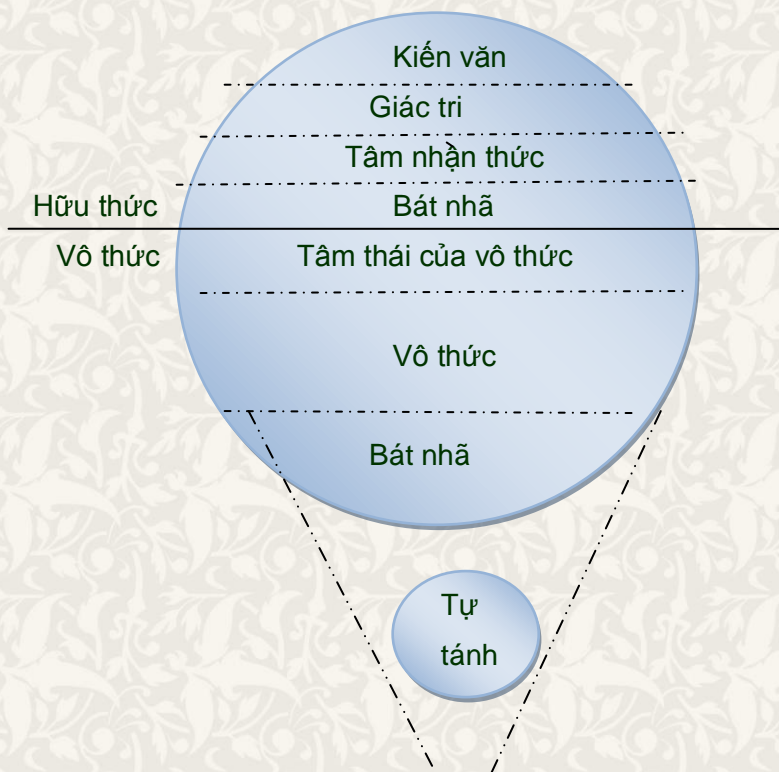 Kiến văn
Giác tri
Tâm nhận thức
Hữu thức
Bát nhã
Vô thức
Tâm thái của vô thức
Vô thức
Bát nhã
Tự
tánh